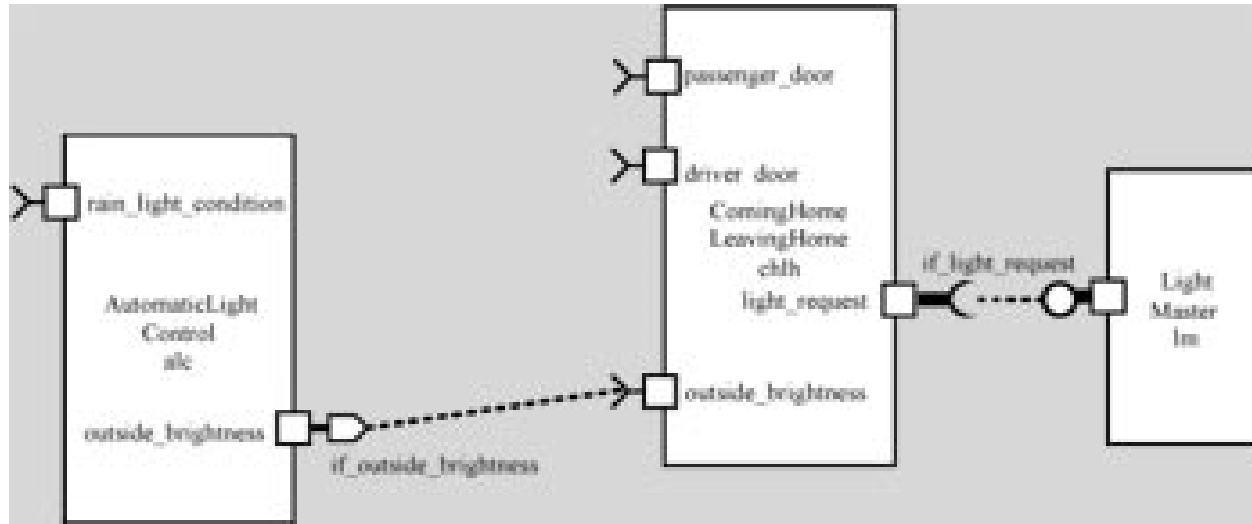 passenger_door
driver_door
rain_light_condition
ComingHome
LeavingHome
chlh
if_light_request
light_request
Light
Master
lm
AutomaticLight
Control
alc
outside_brightness
outside_brightness
if_outside_brightness